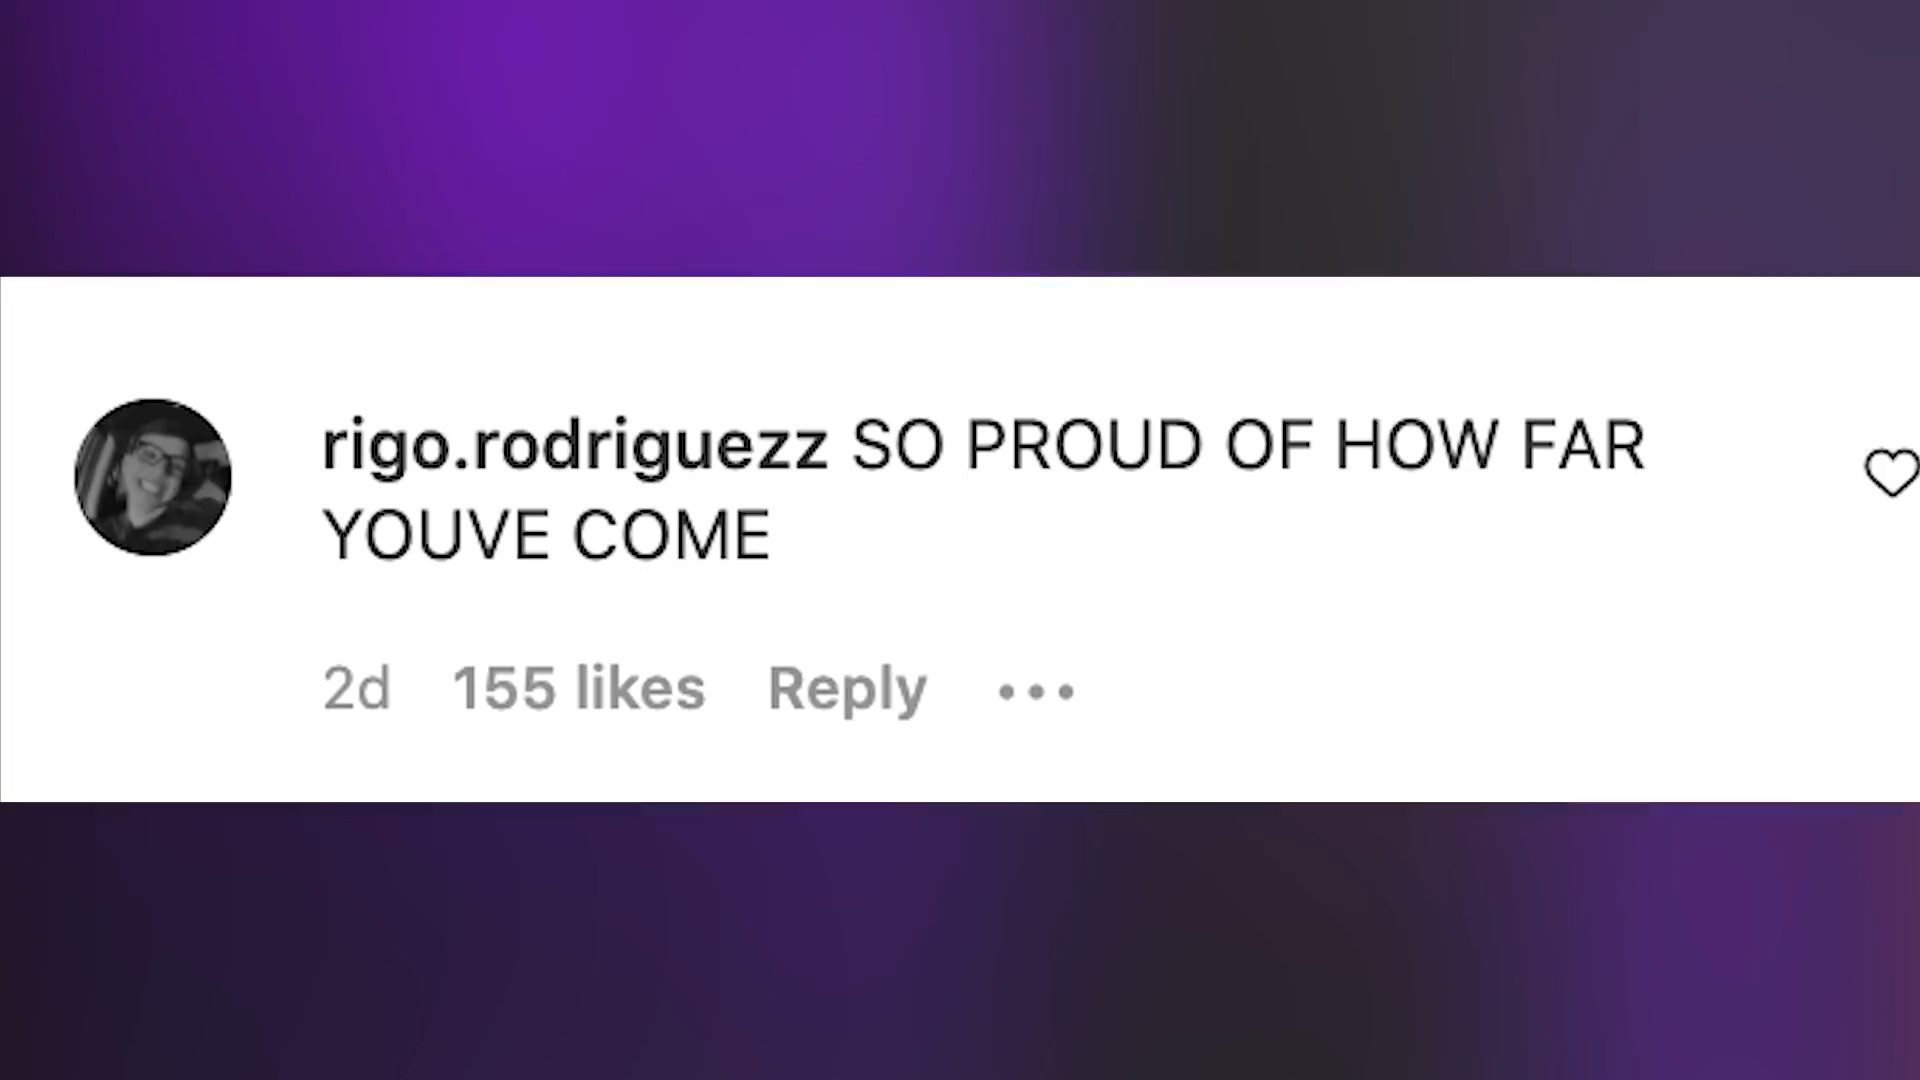 rigo.rodriguezz SO PROUD OF HOW FAR
YOUVE COME
2d 155 likes Reply •••